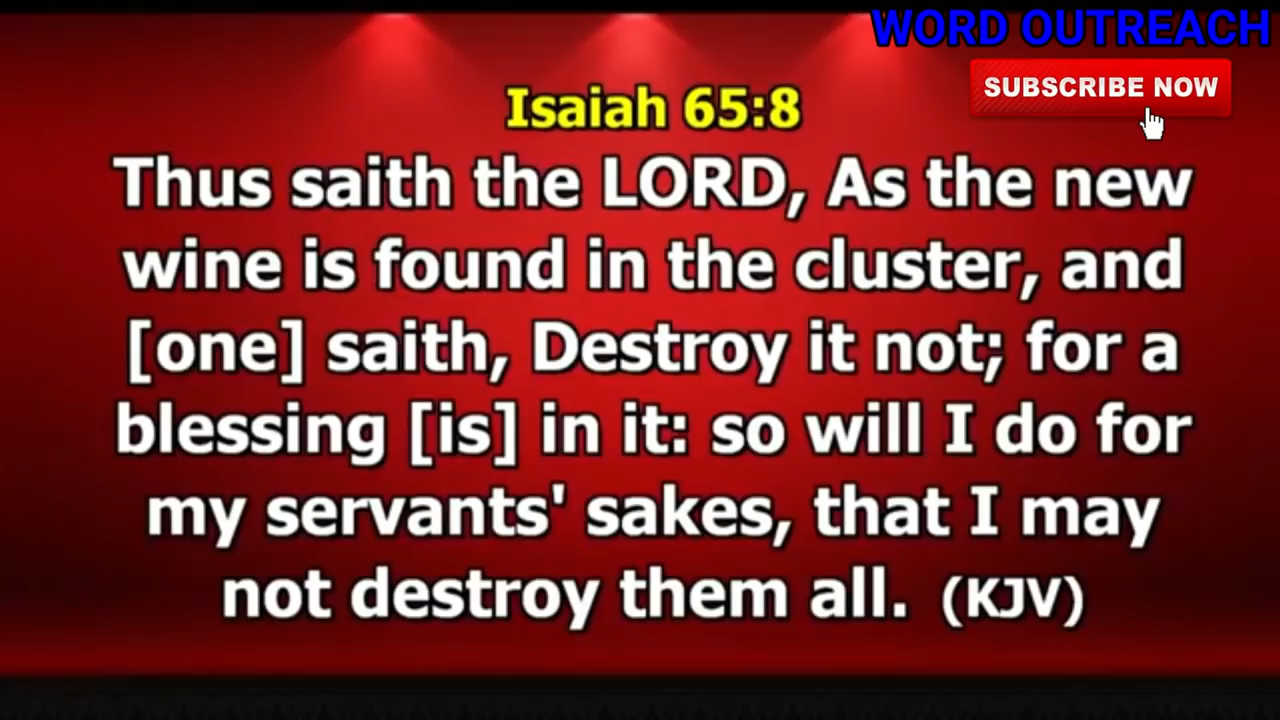 WORD OUTREACH
SUBSCRIBE NOW
Isaiah 65:8
Thus saith the LORD, As the new
wine is found in the cluster, and
[one] saith, Destroy it not; for a
blessing [is] in it: so will I do for
my servants' sakes, that I may
not destroy them all. (KJV)